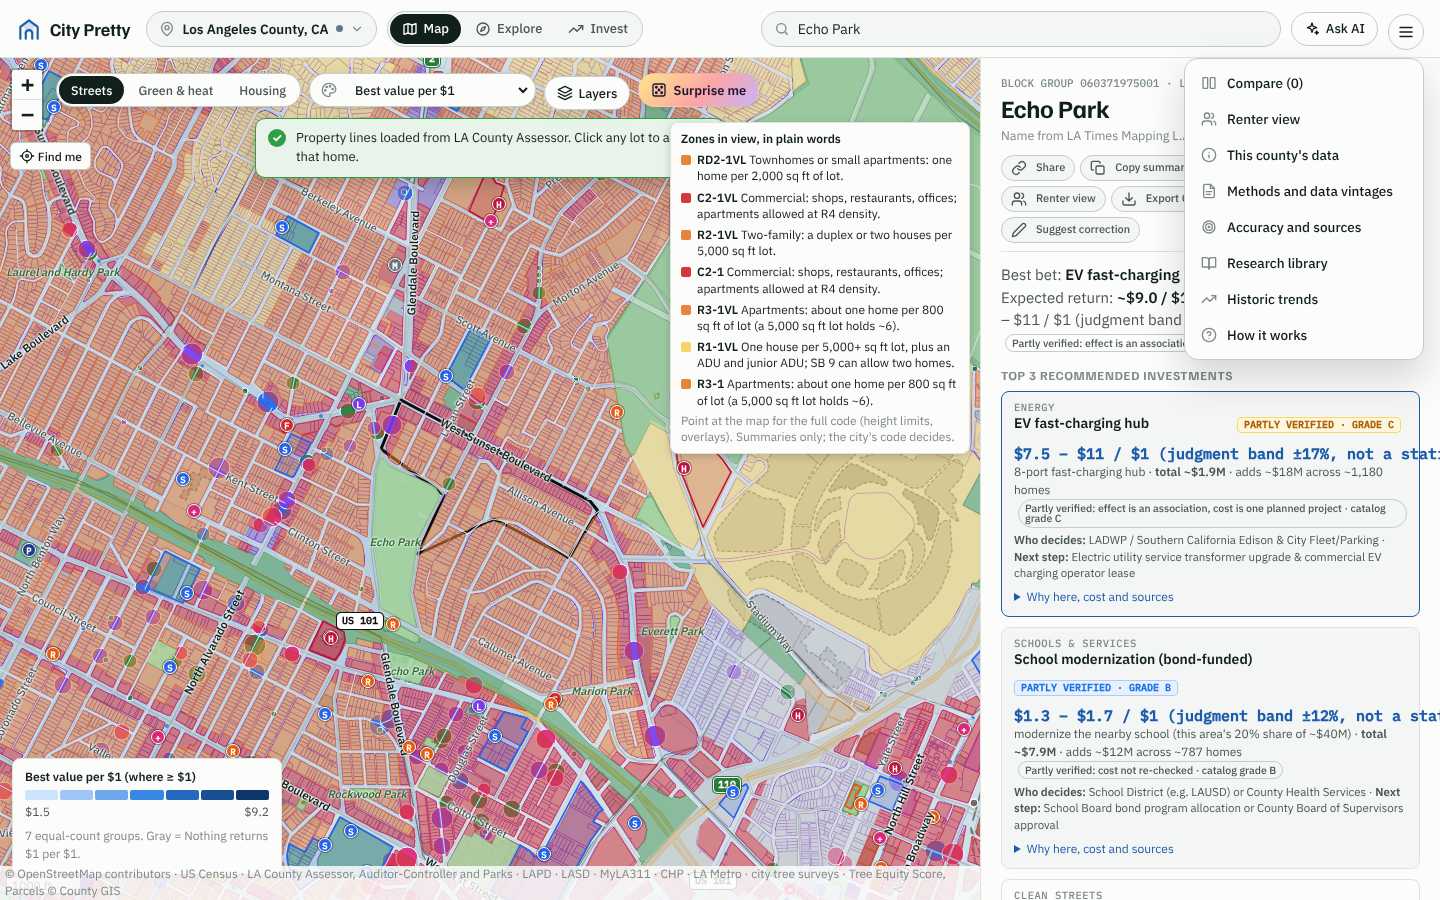 City Pretty
Los Angeles County, CA
Map
Explore
Invest
Echo Park
Ask AI
+
−
Find me
Streets
Green & heat
Housing
Best value per $1
Layers
Surprise me
Property lines loaded from LA County Assessor. Click any lot to a
that home.
Zones in view, in plain words
RD2-1VL Townhomes or small apartments: one
home per 2,000 sq ft of lot.
C2-1VL Commercial: shops, restaurants, offices;
apartments allowed at R4 density.
R2-1VL Two-family: a duplex or two houses per
5,000 sq ft lot.
C2-1 Commercial: shops, restaurants, offices;
apartments allowed at R4 density.
R3-1VL Apartments: about one home per 800
sq ft of lot (a 5,000 sq ft lot holds ~6).
R1-1VL One house per 5,000+ sq ft lot, plus an
ADU and junior ADU; SB 9 can allow two homes.
R3-1 Apartments: about one home per 800 sq ft
of lot (a 5,000 sq ft lot holds ~6).
Point at the map for the full code (height limits,
overlays). Summaries only; the city's code decides.
2
Berkeley Avenue
Laurel and Hardy Park
Montana Street
Glendale Boulevard
Morton Avenue
Scott Avenue
Lake Boulevard
Bellevue Avenue
West Sunset Boulevard
Allison Avenue
Kent Street
Clinton Street
Echo Park
North Benton Way
Council Street
North Alvarado Street
US 101
Stadium Way
Everett Park
Calumet Avenue
Glendale Boulevard
Echo Park
Marion Park
Coronado Street
Douglas Street
Yale Street
Rockwood Park
Colton Street
110
North Hill Street
Broadway
Boulevard
US 101
Best value per $1 (where ≥ $1)
$1.5
$9.2
7 equal-count groups. Gray = Nothing returns
$1 per $1.
© OpenStreetMap contributors · US Census · LA County Assessor, Auditor-Controller and Parks · LAPD · LASD · MyLA311 · CHP · LA Metro · city tree surveys · Tree Equity Score,
Parcels © County GIS
BLOCK GROUP 060371975001 · L
Echo Park
Name from LA Times Mapping L...
Share
Copy summar
Renter view
Export
Suggest correction
Compare (0)
Renter view
This county's data
Methods and data vintages
Accuracy and sources
Research library
Historic trends
How it works
Best bet: EV fast-charging
Expected return: ~$9.0 / $1
– $11 / $1 (judgment band
Partly verified: effect is an associati
TOP 3 RECOMMENDED INVESTMENTS
ENERGY
EV fast-charging hub
PARTLY VERIFIED · GRADE C
$7.5 – $11 / $1 (judgment band ±17%, not a stati
8-port fast-charging hub · total ~$1.9M · adds ~$18M across ~1,180
homes
Partly verified: effect is an association, cost is one planned project · catalog
grade C
Who decides: LADWP / Southern California Edison & City Fleet/Parking ·
Next step: Electric utility service transformer upgrade & commercial EV
charging operator lease
Why here, cost and sources
SCHOOLS & SERVICES
School modernization (bond-funded)
PARTLY VERIFIED · GRADE B
$1.3 – $1.7 / $1 (judgment band ±12%, not a stat
modernize the nearby school (this area's 20% share of ~$40M) · total
~$7.9M · adds ~$12M across ~787 homes
Partly verified: cost not re-checked · catalog grade B
Who decides: School District (e.g. LAUSD) or County Health Services · Next
step: School Board bond program allocation or County Board of Supervisors
approval
Why here, cost and sources
CLEAN STREETS